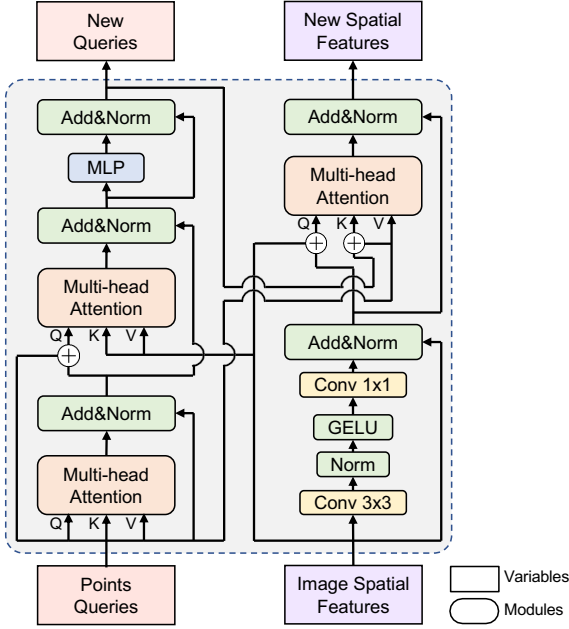 New
Queries
New Spatial
Features
Add&Norm
MLP
Add&Norm
Multi-head
Attention
Q K V
Add&Norm
Multi-head
Attention
Q K V
Points
Queries
Add&Norm
Multi-head
Attention
Q K V
Add&Norm
Conv 1x1
GELU
Norm
Conv 3x3
Image Spatial
Features
Variables
Modules